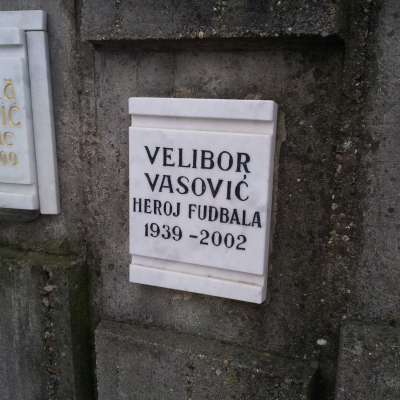 VELIBOR
VASOVIĆ
HEROJ FUDBALA
1939 - 2002